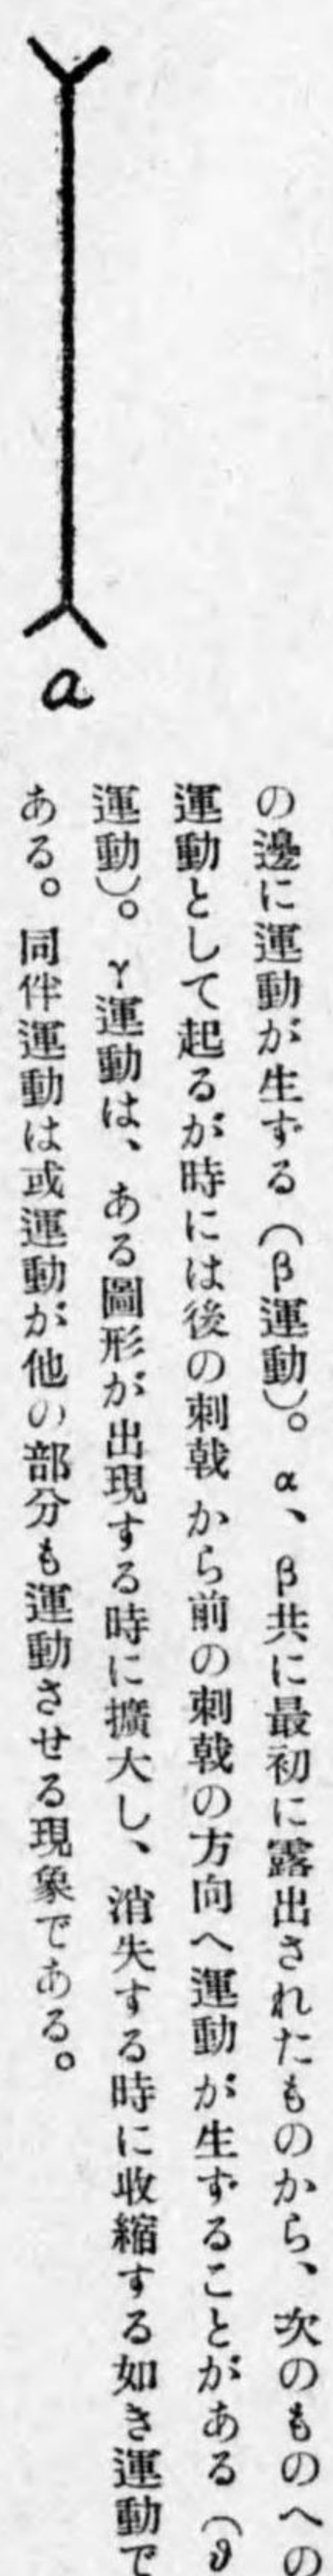 の邊に運動が生ずる（β運動）。α、β共に最初に露出されたものから、次のものへの
運動として起るが時には後の刺戟から前の刺戟の方向へ運動が生ずることがある（∂
運動）。γ運動は、ある圖形が出現する時に擴大し、消失する時に收縮する如き運動で
ある。同伴運動は或運動が他の部分も運動させる現象である。
a